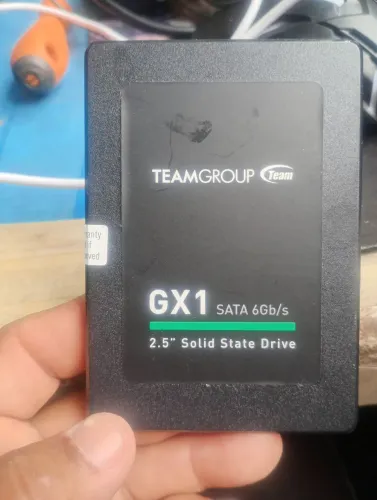 TEAMGROUP Team
GX1 SATA 6Gb/s
2.5" Solid State Drive